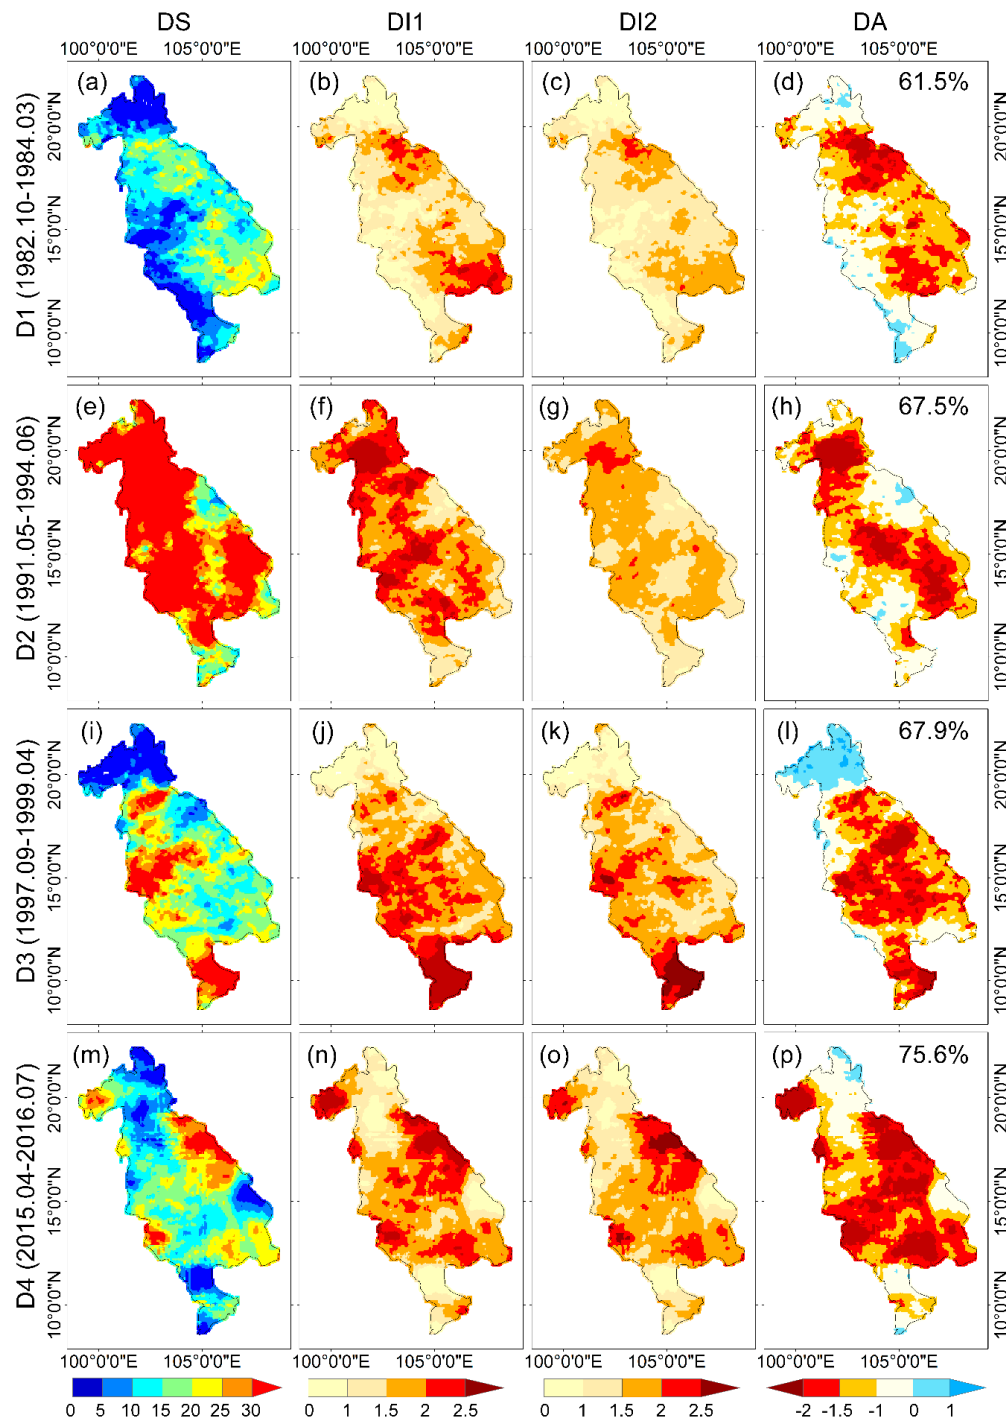 DS DI1 DI2 DA
100°0'0"E 105°0'0"E 100°0'0"E 105°0'0"E 100°0'0"E 105°0'0"E 100°0'0"E 105°0'0"E
D1 (1982.10-1984.03)
20°0'0"N 15°0'0"N 10°0'0"N
(a) (b) (c) (d) 61.5%
20°0'0"N 15°0'0"N 10°0'0"N
D2 (1991.05-1994.06)
20°0'0"N 15°0'0"N 10°0'0"N
(e) (f) (g) (h) 67.5%
20°0'0"N 15°0'0"N 10°0'0"N
D3 (1997.09-1999.04)
20°0'0"N 15°0'0"N 10°0'0"N
(i) (j) (k) (l) 67.9%
20°0'0"N 15°0'0"N 10°0'0"N
D4 (2015.04-2016.07)
20°0'0"N 15°0'0"N 10°0'0"N
(m) (n) (o) (p) 75.6%
20°0'0"N 15°0'0"N 10°0'0"N
100°0'0"E 105°0'0"E 100°0'0"E 105°0'0"E 100°0'0"E 105°0'0"E 100°0'0"E 105°0'0"E
0 5 10 15 20 25 30 0 1 1.5 2 2.5 0 1 1.5 2 2.5 -2 -1.5 -1 0 1